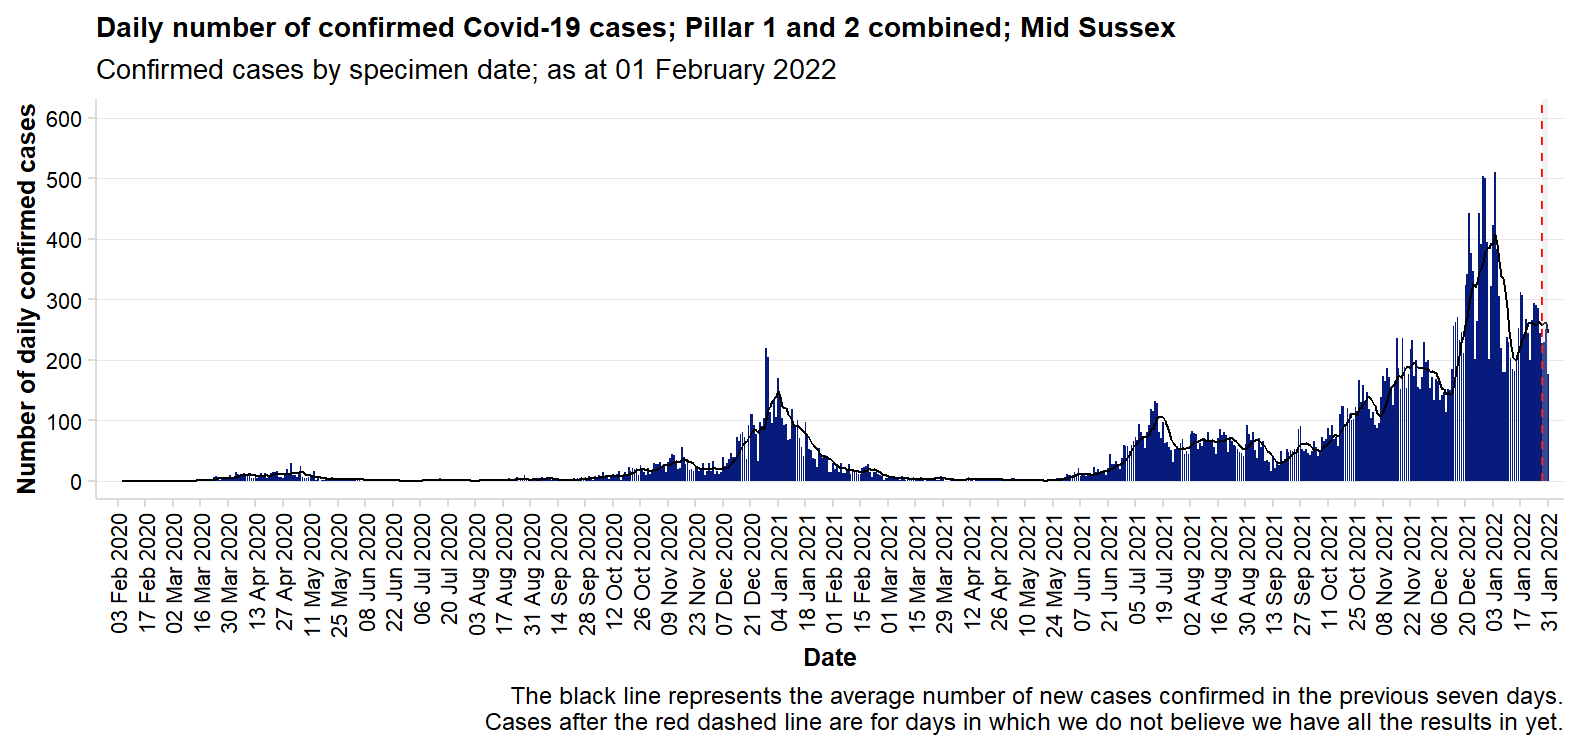 Daily number of confirmed Covid-19 cases; Pillar 1 and 2 combined; Mid Sussex
Confirmed cases by specimen date; as at 01 February 2022
Number of daily confirmed cases
600
500
400
300
200
100
0
03 Feb 2020
17 Feb 2020
02 Mar 2020
16 Mar 2020
30 Mar 2020
13 Apr 2020
27 Apr 2020
11 May 2020
25 May 2020
08 Jun 2020
22 Jun 2020
06 Jul 2020
20 Jul 2020
03 Aug 2020
17 Aug 2020
31 Aug 2020
14 Sep 2020
28 Sep 2020
12 Oct 2020
26 Oct 2020
09 Nov 2020
23 Nov 2020
07 Dec 2020
21 Dec 2020
04 Jan 2021
18 Jan 2021
01 Feb 2021
15 Feb 2021
01 Mar 2021
15 Mar 2021
29 Mar 2021
12 Apr 2021
26 Apr 2021
10 May 2021
24 May 2021
07 Jun 2021
21 Jun 2021
05 Jul 2021
19 Jul 2021
02 Aug 2021
16 Aug 2021
30 Aug 2021
13 Sep 2021
27 Sep 2021
11 Oct 2021
25 Oct 2021
08 Nov 2021
22 Nov 2021
06 Dec 2021
20 Dec 2021
03 Jan 2022
17 Jan 2022
31 Jan 2022
Date
The black line represents the average number of new cases confirmed in the previous seven days.
Cases after the red dashed line are for days in which we do not believe we have all the results in yet.